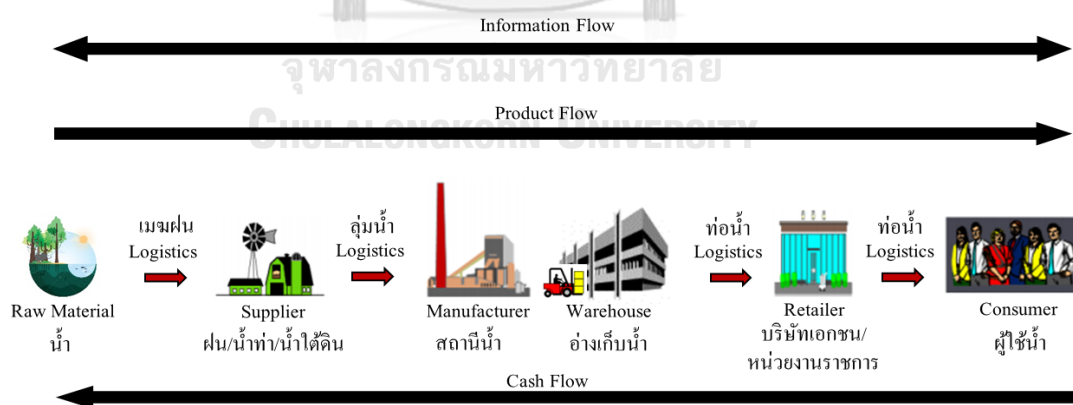 Information Flow
จุฬาลงกรณ์มหาวิทยาลัย
Product Flow
CHULALONGKORN UNIVERSITY
เมฆฝน
Logistics
ลุ่มน้ำ
Logistics
ท่อน้ำ
Logistics
ท่อน้ำ
Logistics
Raw Material
น้ำ
Supplier
ฝน/น้ำท่า/น้ำใต้ดิน
Manufacturer
สถานีน้ำ
Warehouse
อ่างเก็บน้ำ
Retailer
บริษัทเอกชน/
หน่วยงานราชการ
Consumer
ผู้ใช้น้ำ
Cash Flow